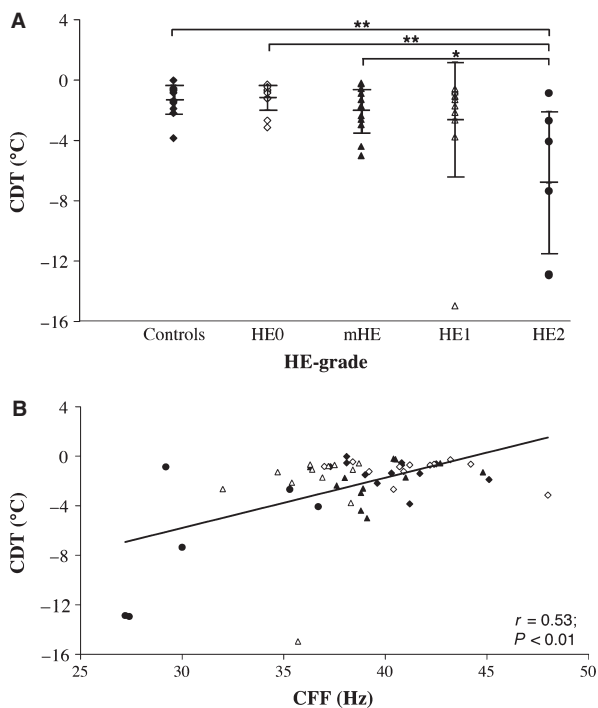 A
4
**
**
*
0
−4
−8
−12
−16
CDT (°C)
Controls HE0 mHE HE1 HE2
HE-grade
B
4
0
−4
−8
−12
−16
CDT (°C)
r = 0.53;
P < 0.01
25 30 35 40 45 50
CFF (Hz)